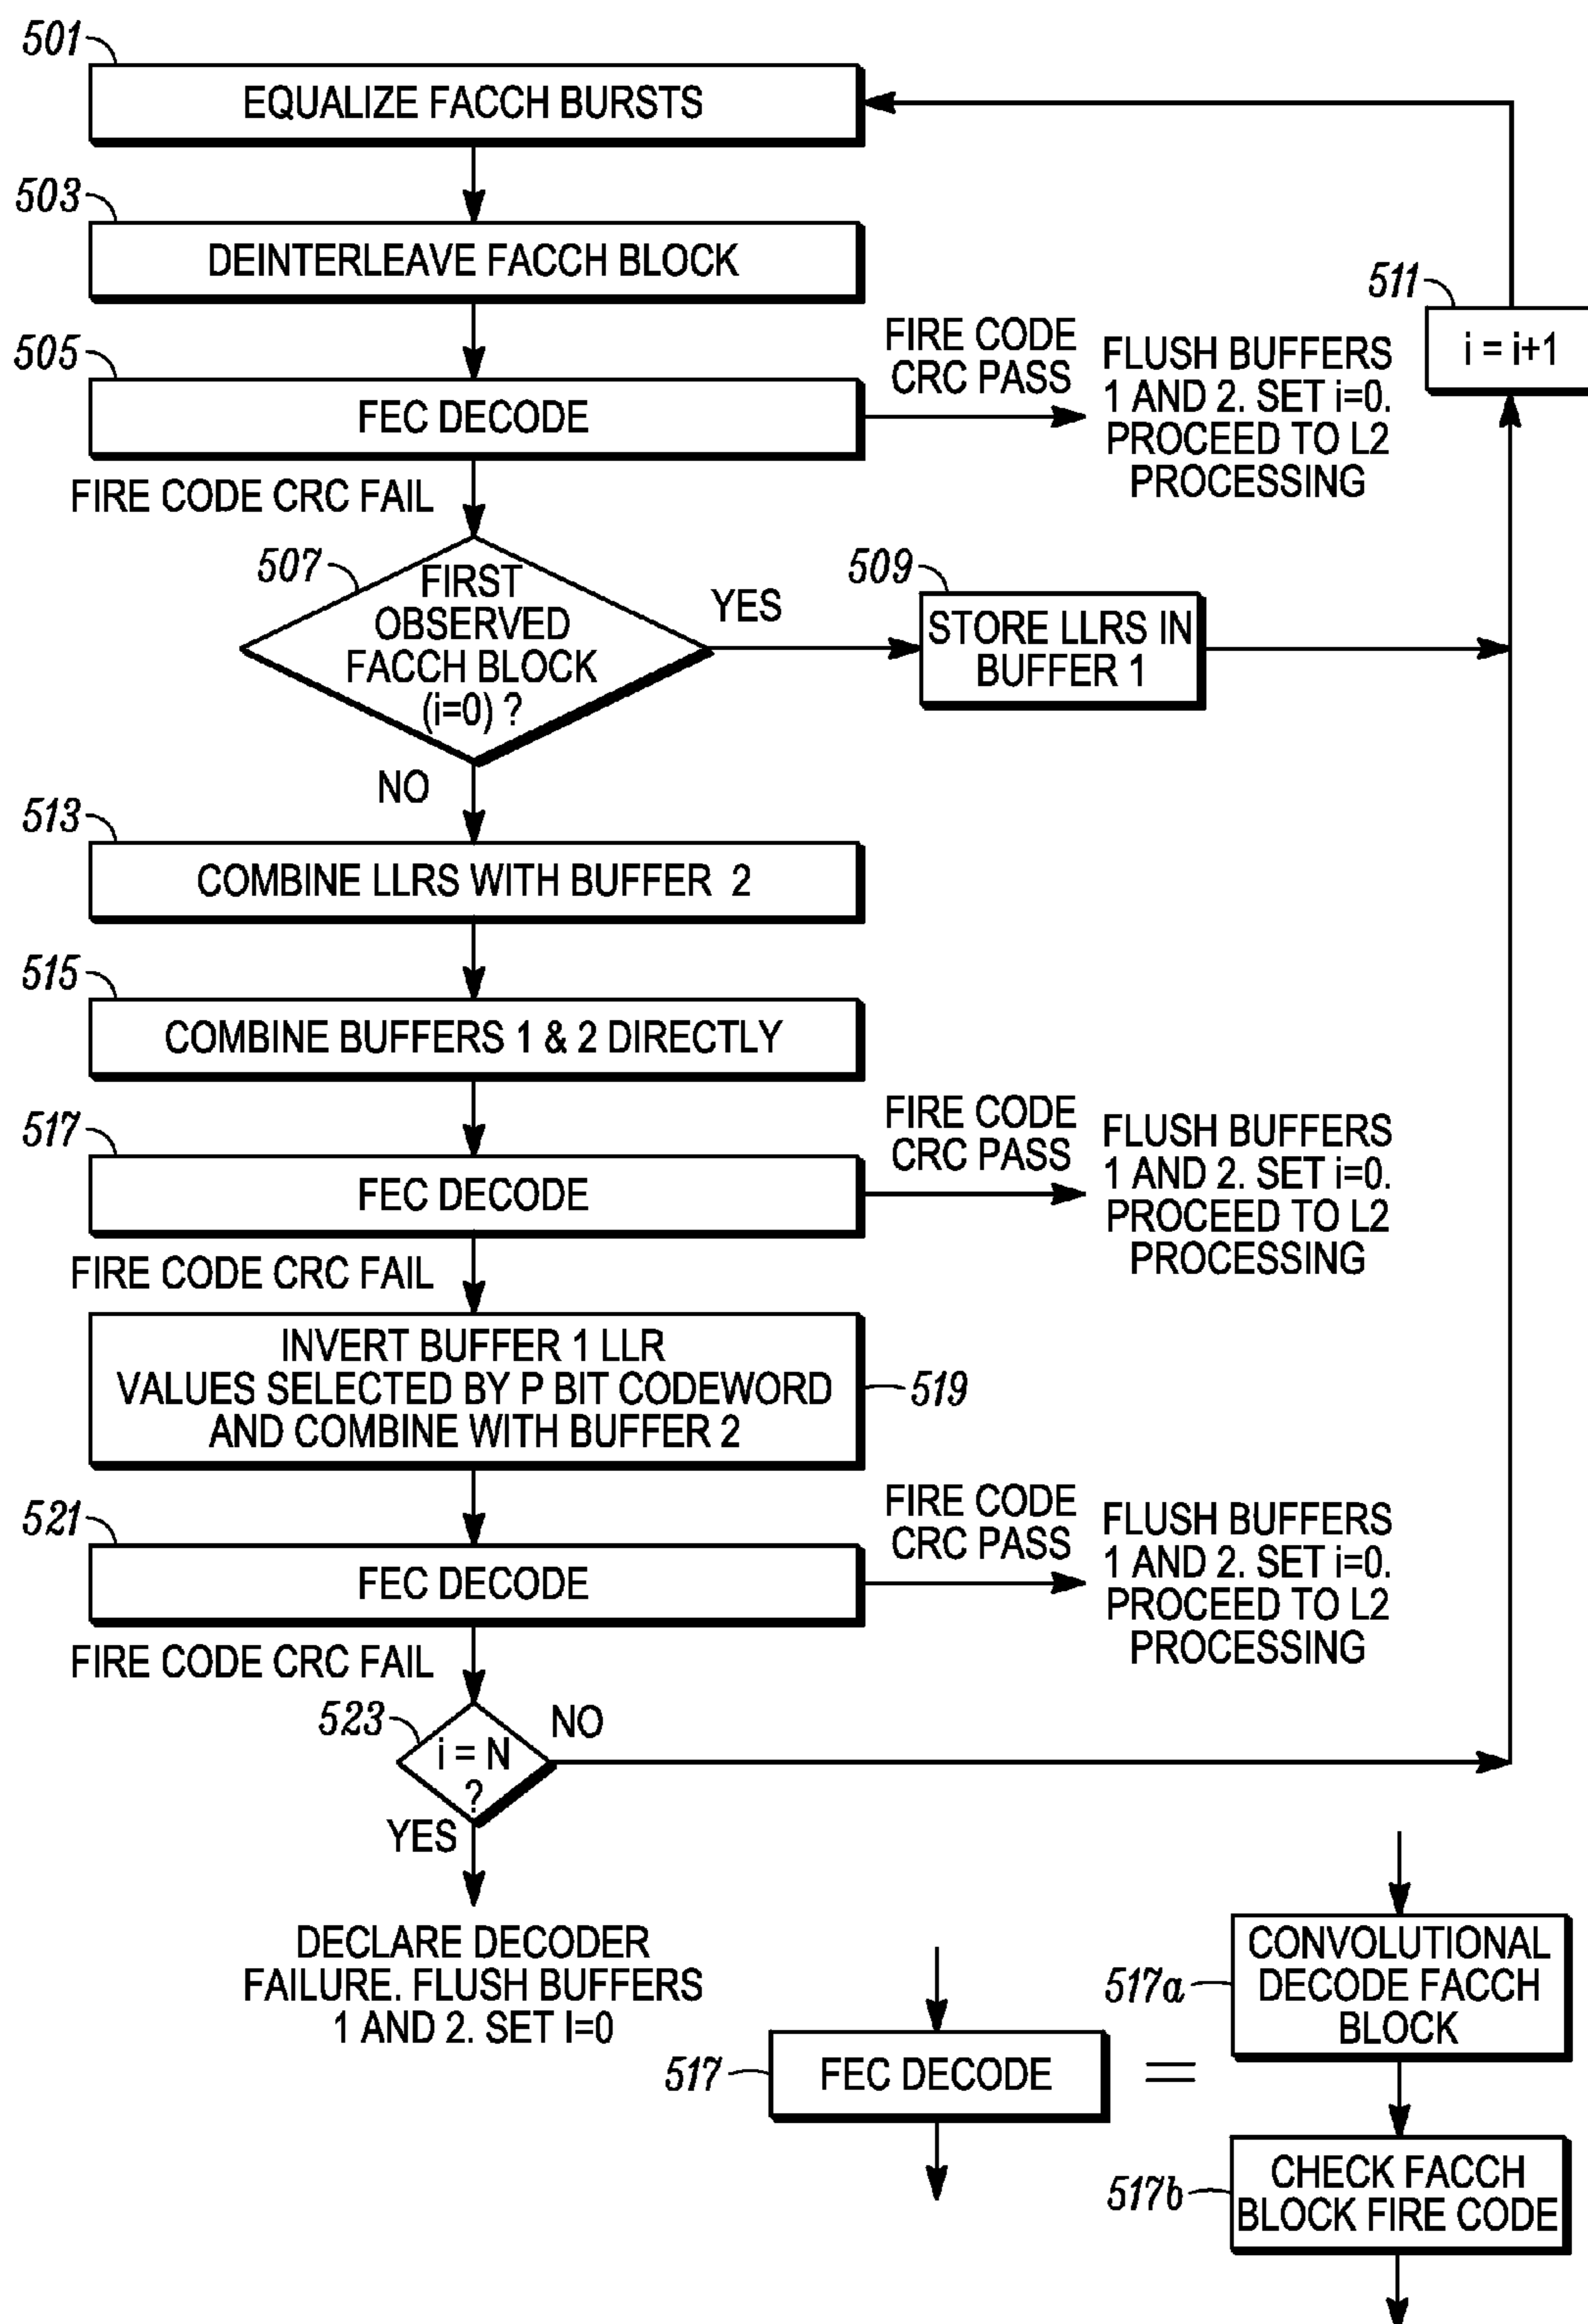 501
EQUALIZE FACCH BURSTS
503
DEINTERLEAVE FACCH BLOCK
511
i = i+1
505
FEC DECODE
FIRE CODE
CRC PASS
FLUSH BUFFERS
1 AND 2. SET i=0.
PROCEED TO L2
PROCESSING
FIRE CODE CRC FAIL
507
FIRST
OBSERVED
FACCH BLOCK
(i=0) ?
YES
509
STORE LLRS IN
BUFFER 1
NO
513
COMBINE LLRS WITH BUFFER 2
515
COMBINE BUFFERS 1 & 2 DIRECTLY
517
FEC DECODE
FIRE CODE
CRC PASS
FLUSH BUFFERS
1 AND 2. SET i=0.
PROCEED TO L2
PROCESSING
FIRE CODE CRC FAIL
INVERT BUFFER 1 LLR
VALUES SELECTED BY P BIT CODEWORD
AND COMBINE WITH BUFFER 2
519
521
FEC DECODE
FIRE CODE
CRC PASS
FLUSH BUFFERS
1 AND 2. SET i=0.
PROCEED TO L2
PROCESSING
FIRE CODE CRC FAIL
523
i = N
?
NO
YES
DECLARE DECODER
FAILURE. FLUSH BUFFERS
1 AND 2. SET I=0
517
FEC DECODE
=
517a
CONVOLUTIONAL
DECODE FACCH
BLOCK
517b
CHECK FACCH
BLOCK FIRE CODE